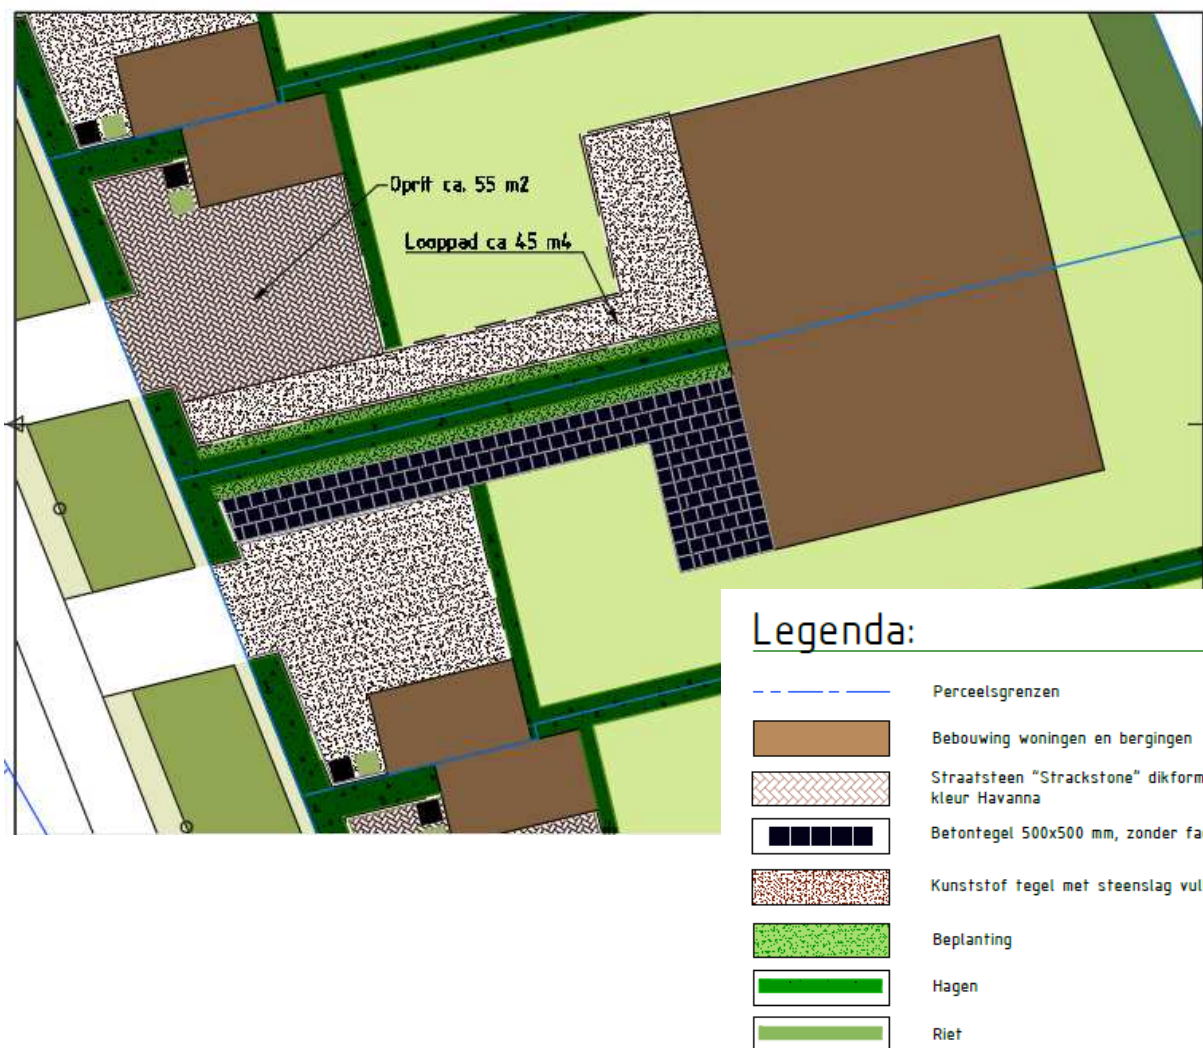 Oprit ca. 55 m2
Looppad ca 45 m4
Legenda:
Perceelsgrenzen
Bebouwing woningen en bergingen
Straatsteen "Strackstone" dikform
kleur Havanna
Betontegel 500x500 mm, zonder fa
Kunststof tegel met steenslag vul
Beplanting
Hagen
Riet